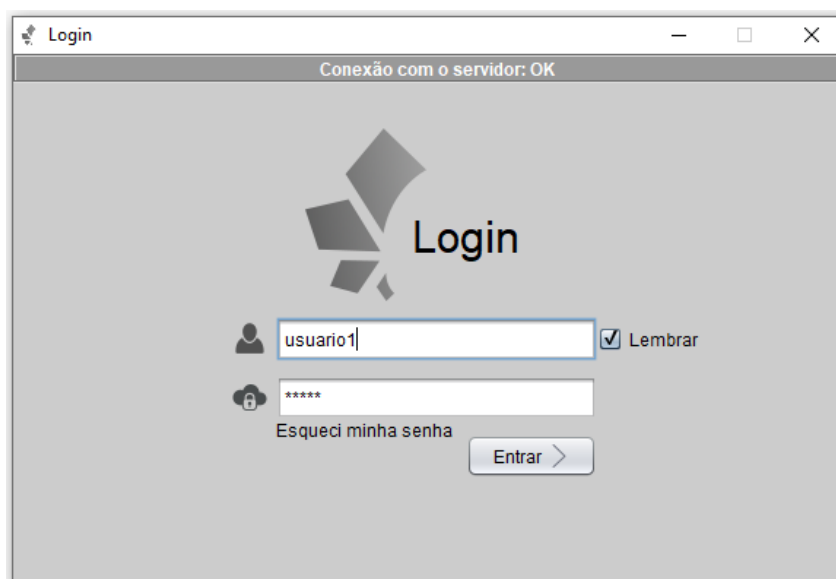 Login
Conexão com o servidor: OK
Login
usuario1
Lembrar
*****
Esqueci minha senha
Entrar